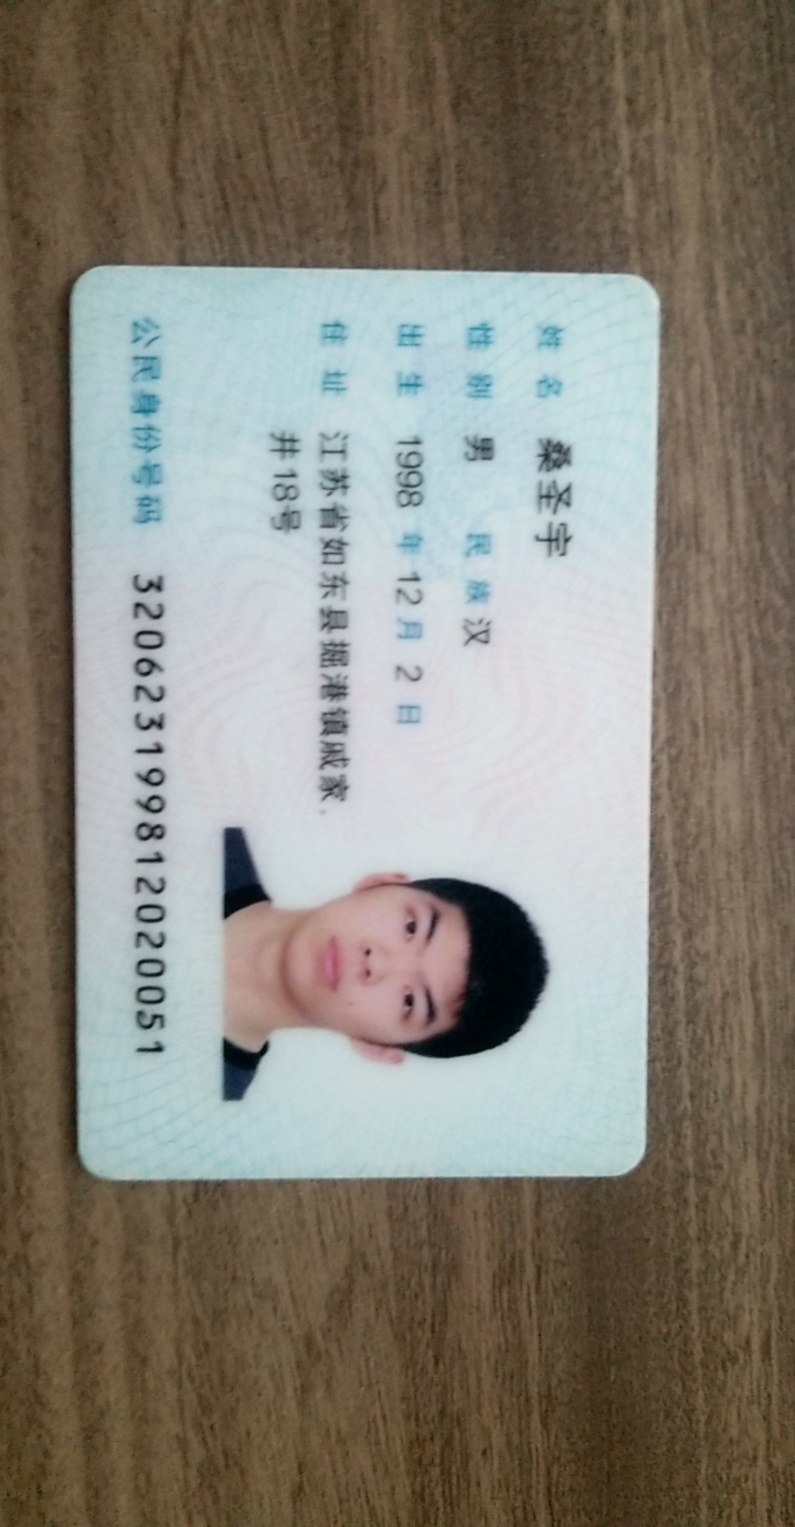 姓名 桑圣宇
性别 男 民族 汉
出生 1998 年 12 月 2 日
住址 江苏省如东县掘港镇戚家
井18号
公民身份号码 320623199812020051